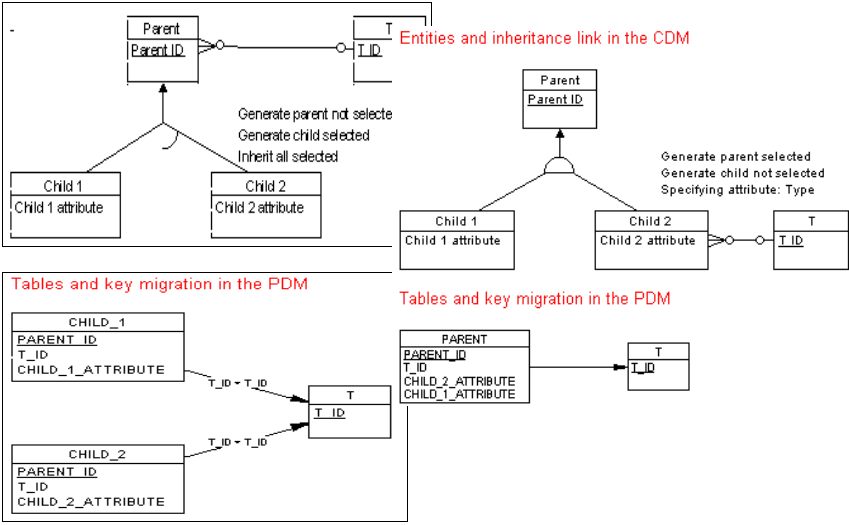 Parent
Parent ID
T
T_ID
Generate parent not selecte
Generate child selected
Inherit all selected
Child 1
Child 1 attribute
Child 2
Child 2 attribute
Entities and inheritance link in the CDM
Parent
Parent ID
Generate parent selected
Generate child not selected
Specifying attribute: Type
Child 1
Child 1 attribute
Child 2
Child 2 attribute
T
T_ID
Tables and key migration in the PDM
CHILD_1
PARENT_ID
T_ID
CHILD_1_ATTRIBUTE
T_ID = T_ID
T
T_ID
T_ID = T_ID
CHILD_2
PARENT_ID
T_ID
CHILD_2_ATTRIBUTE
Tables and key migration in the PDM
PARENT
PARENT_ID
T_ID
CHILD_2_ATTRIBUTE
CHILD_1_ATTRIBUTE
T
T_ID